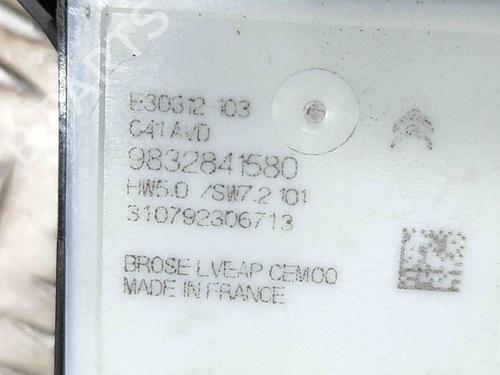 E30312-103
C41 AVD
9832841580
HW5.0 /SW7.2 101
310792306713
BROSE LVEAP CEMOO
MADE IN FRANCE